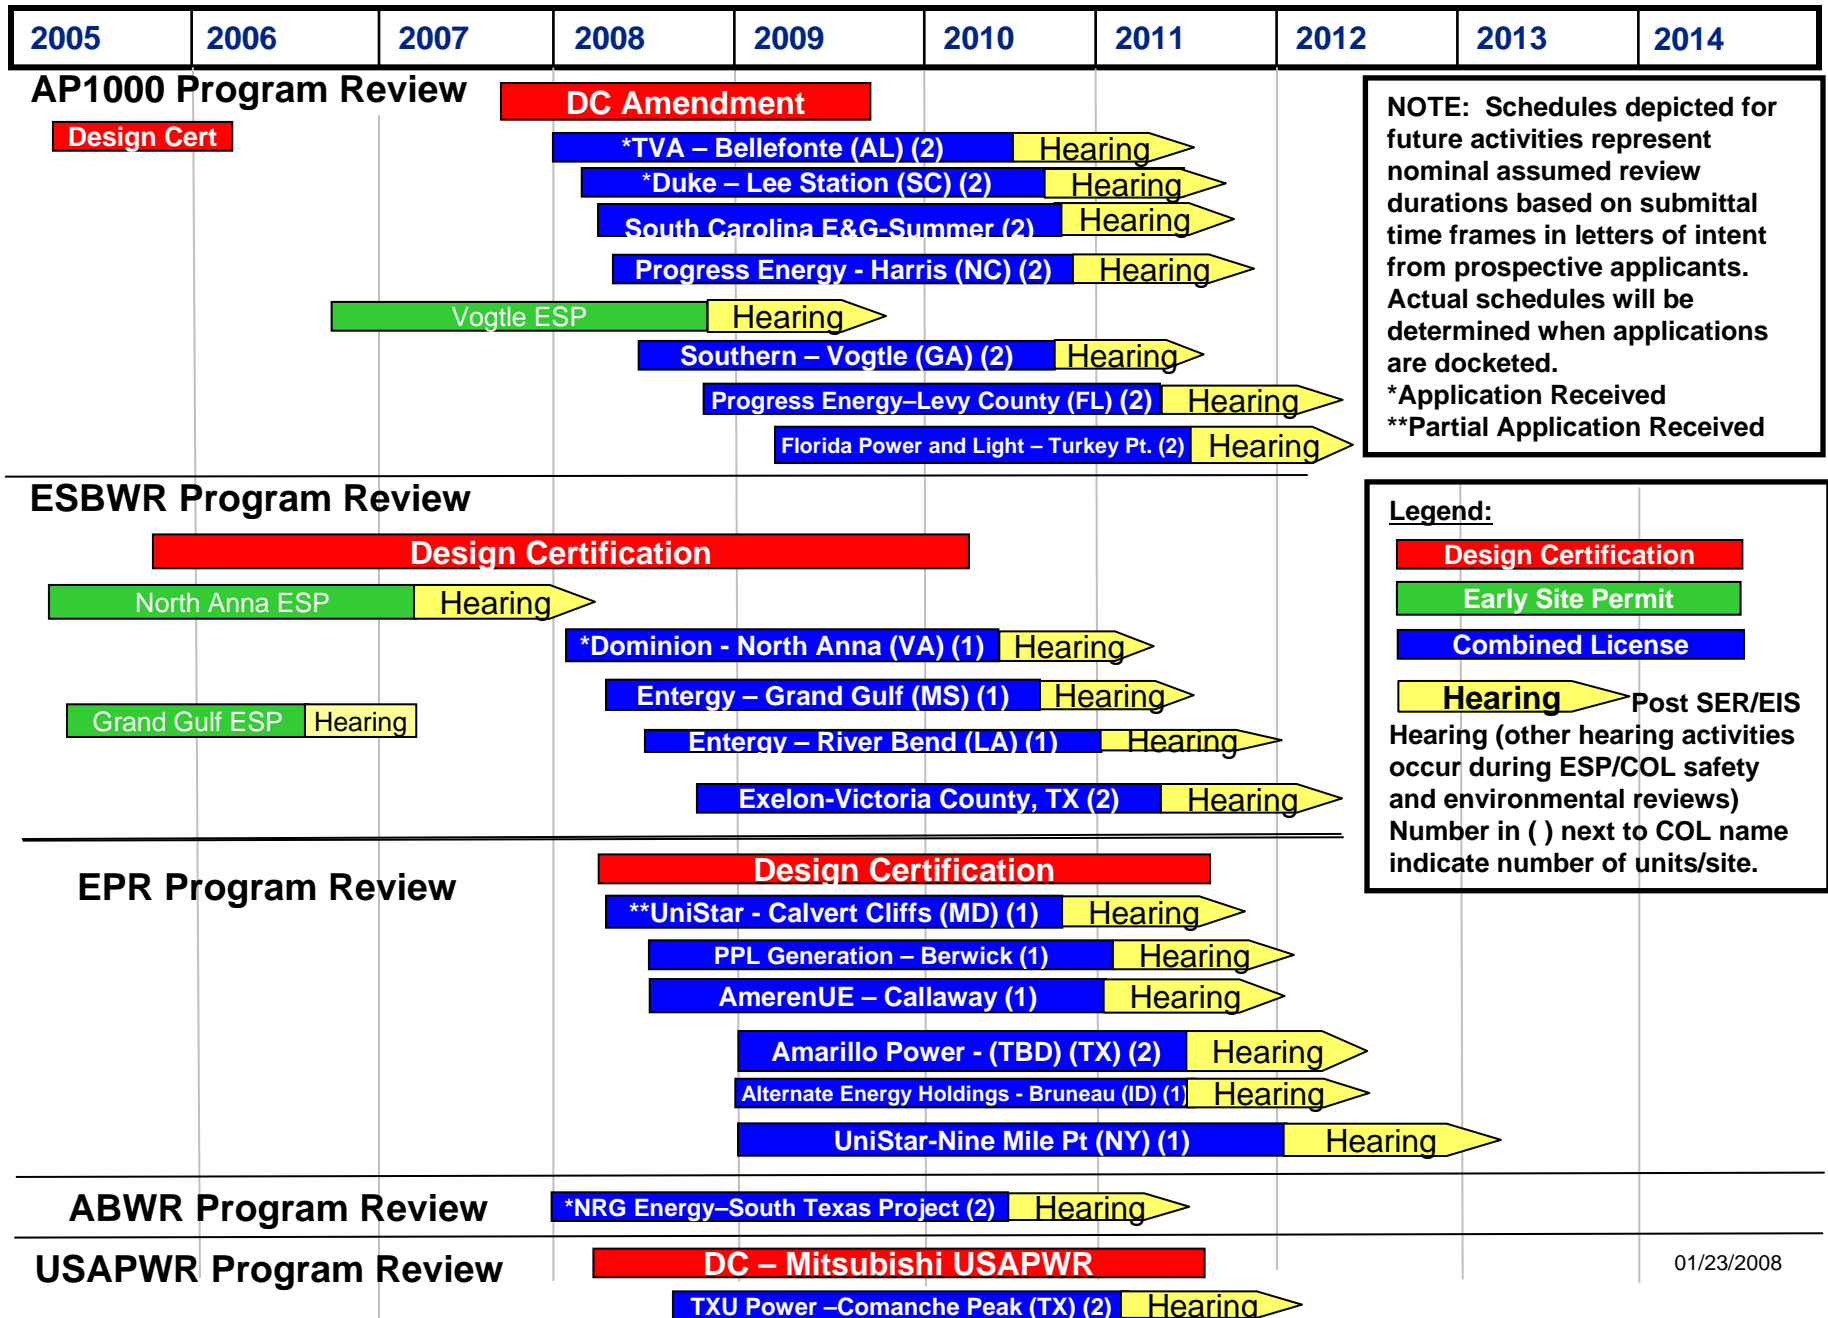 2005 2006 2007 2008 2009 2010 2011 2012 2013 2014
AP1000 Program Review
DC Amendment
Design Cert
*TVA – Bellefonte (AL) (2) Hearing
*Duke – Lee Station (SC) (2) Hearing
South Carolina E&G-Summer (2) Hearing
Progress Energy - Harris (NC) (2) Hearing
Vogtle ESP Hearing
Southern – Vogtle (GA) (2) Hearing
Progress Energy–Levy County (FL) (2) Hearing
Florida Power and Light – Turkey Pt. (2) Hearing
NOTE: Schedules depicted for
future activities represent
nominal assumed review
durations based on submittal
time frames in letters of intent
from prospective applicants.
Actual schedules will be
determined when applications
are docketed.
*Application Received
**Partial Application Received
ESBWR Program Review
Design Certification
North Anna ESP Hearing
*Dominion - North Anna (VA) (1) Hearing
Entergy – Grand Gulf (MS) (1) Hearing
Grand Gulf ESP Hearing
Entergy – River Bend (LA) (1) Hearing
Exelon-Victoria County, TX (2) Hearing
Legend:
Design Certification
Early Site Permit
Combined License
Hearing Post SER/EIS
Hearing (other hearing activities
occur during ESP/COL safety
and environmental reviews)
Number in ( ) next to COL name
indicate number of units/site.
EPR Program Review
Design Certification
**UniStar - Calvert Cliffs (MD) (1) Hearing
PPL Generation – Berwick (1) Hearing
AmerenUE – Callaway (1) Hearing
Amarillo Power - (TBD) (TX) (2) Hearing
Alternate Energy Holdings - Bruneau (ID) (1) Hearing
UniStar-Nine Mile Pt (NY) (1) Hearing
ABWR Program Review
*NRG Energy–South Texas Project (2) Hearing
USAPWR Program Review
DC – Mitsubishi USAPWR
TXU Power –Comanche Peak (TX) (2) Hearing
01/23/2008